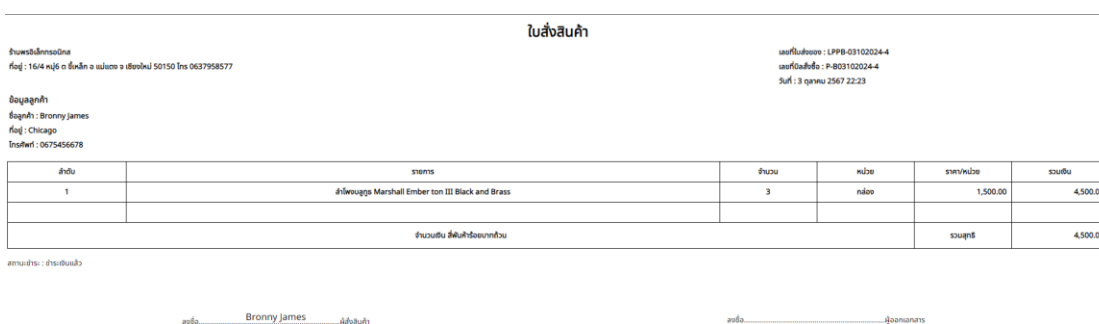 ใบสั่งสินค้า
ร้านพรอิเล็กทรอนิกส
ที่อยู่ : 16/4 หมู่6 ต ขี้เหล็ก อ แม่แตง จ เชียงใหม่ 50150 โทร 0637958577
เลขที่ใบส่งของ : LPPB-03102024-4
เลขที่บิลสั่งซื้อ : P-B03102024-4
วันที่ : 3 ตุลาคม 2567 22:23
ข้อมูลลูกค้า
ชื่อลูกค้า : Bronny James
ที่อยู่ : Chicago
โทรศัพท์ : 0675456678
ลำดับ รายการ จำนวน หน่วย ราคา/หน่วย รวมเงิน
1 ลำโพงบลูทูธ Marshall Ember ton III Black and Brass 3 กล่อง 1,500.00 4,500.0
จำนวนเงิน สี่พันห้าร้อยบาทถ้วน รวมสุทธิ 4,500.0
สถานะชำระ : ชำระเงินแล้ว
ลงชื่อ Bronny James ผู้สั่งสินค้า ลงชื่อ ผู้ออกเอกสาร